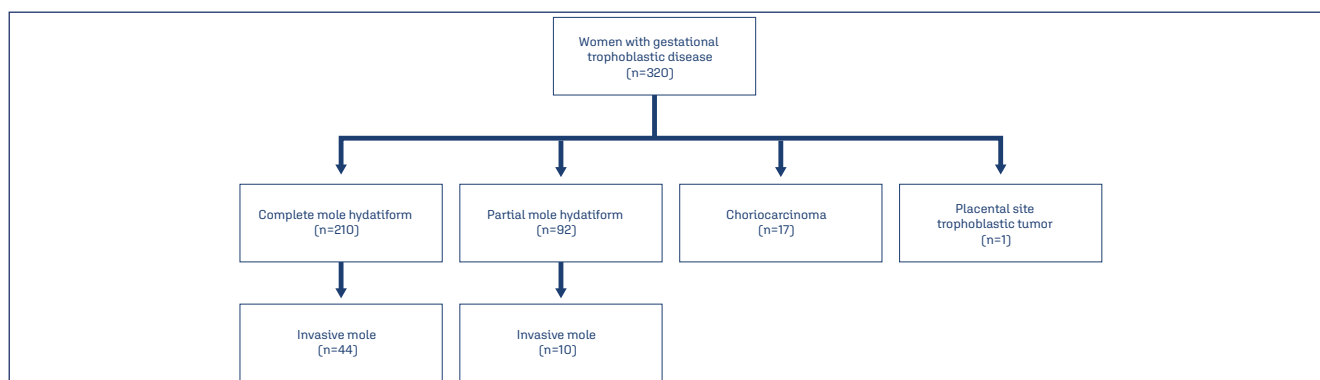 Women with gestational
trophoblastic disease
(n=320)
Complete mole hydatiform
(n=210)
Partial mole hydatiform
(n=92)
Choriocarcinoma
(n=17)
Placental site
trophoblastic tumor
(n=1)
Invasive mole
(n=44)
Invasive mole
(n=10)